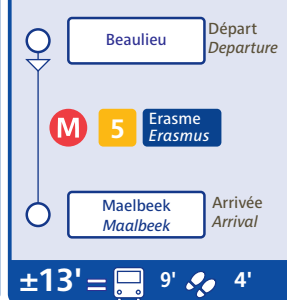 Beaulieu
Départ
Departure
M 5 Erasme
Erasmus
Maelbeek
Maalbeek
Arrivée
Arrival
±13'= 9' 4'